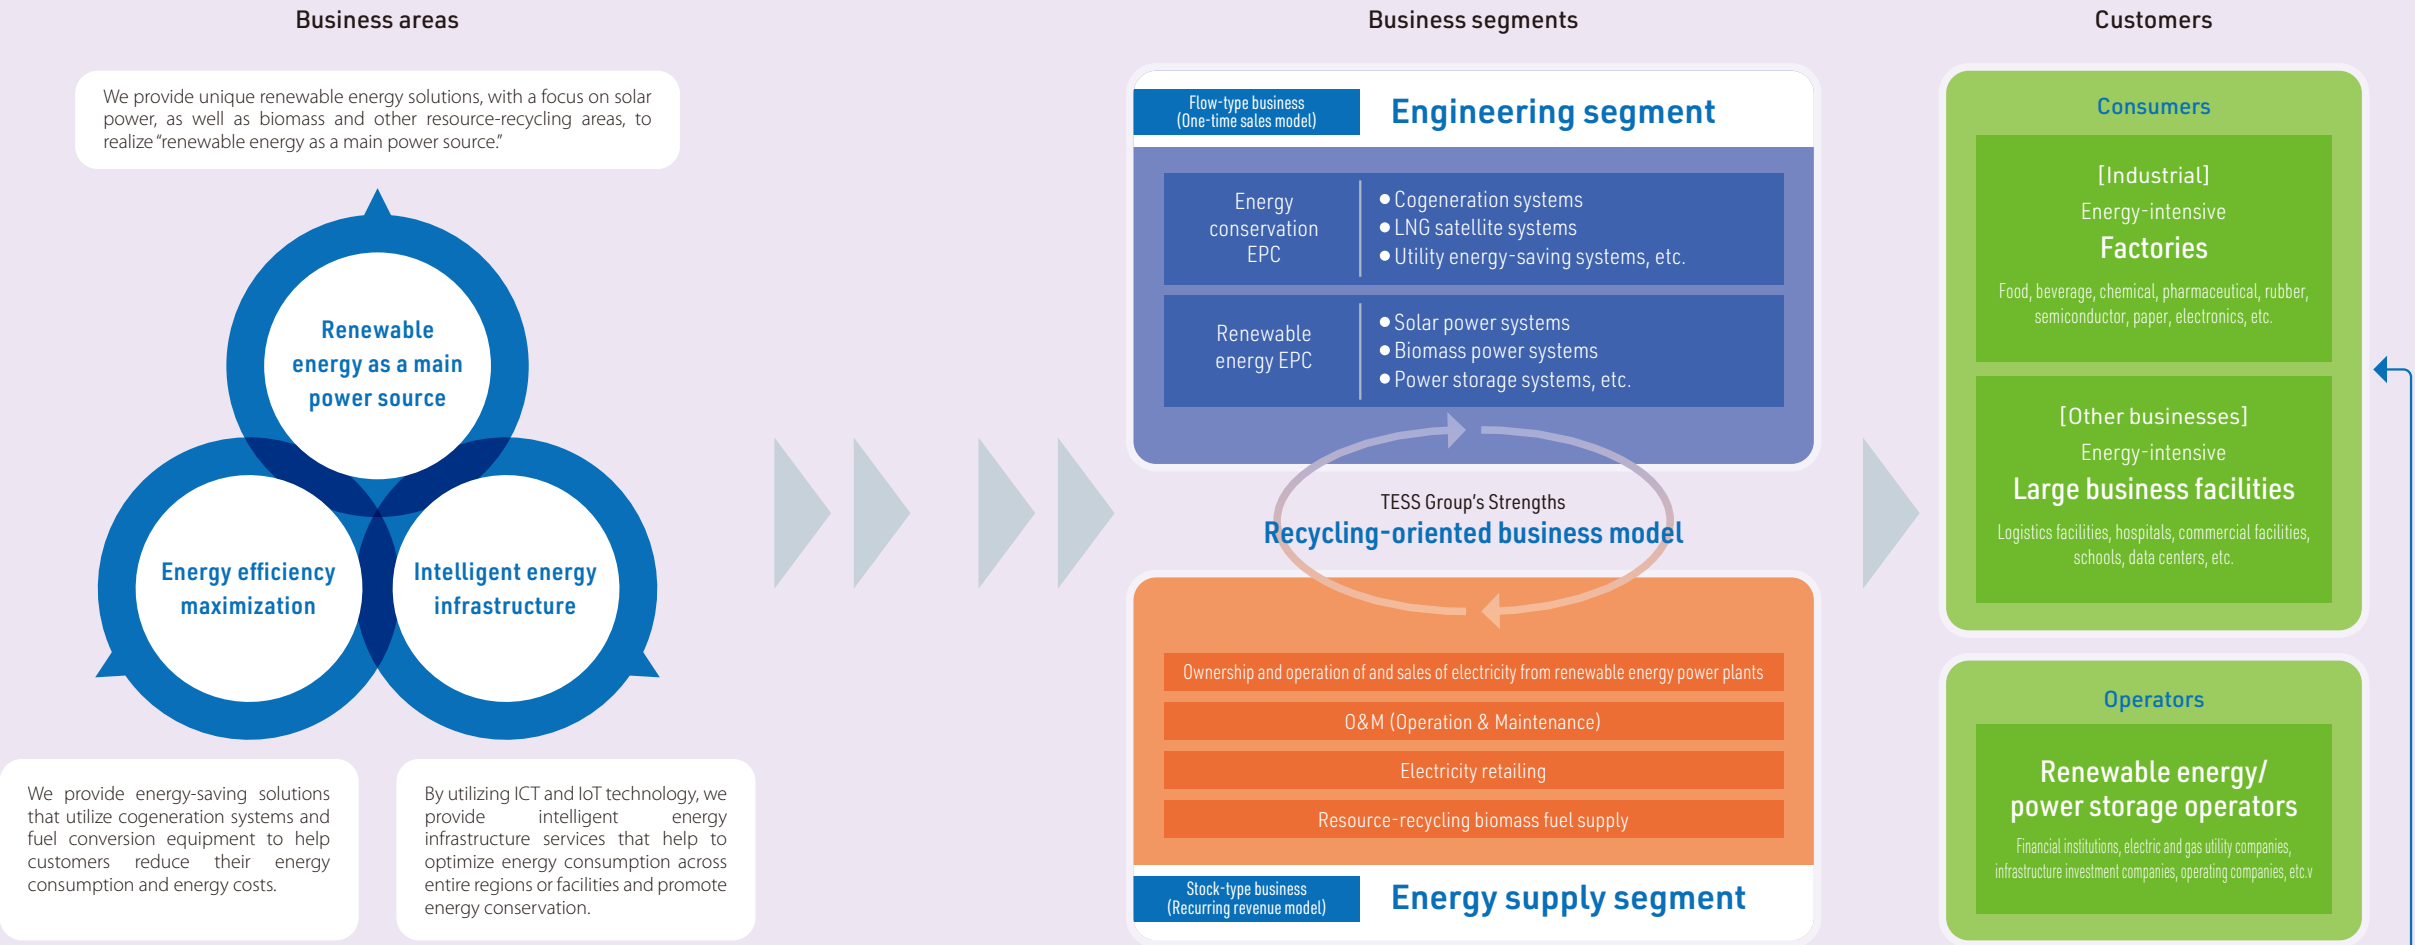 Business areas
We provide unique renewable energy solutions, with a focus on solar
power, as well as biomass and other resource-recycling areas, to
realize “renewable energy as a main power source.”
Renewable
energy as a main
power source
Energy efficiency
maximization
Intelligent energy
infrastructure
We provide energy-saving solutions
that utilize cogeneration systems and
fuel conversion equipment to help
customers reduce their energy
consumption and energy costs.
By utilizing ICT and IoT technology, we
provide intelligent energy
infrastructure services that help to
optimize energy consumption across
entire regions or facilities and promote
energy conservation.
Business segments
Flow-type business
(One-time sales model)
Engineering segment
Energy
conservation
EPC
●Cogeneration systems
●LNG satellite systems
●Utility energy-saving systems, etc.
Renewable
energy EPC
●Solar power systems
●Biomass power systems
●Power storage systems, etc.
TESS Group’s Strengths
Recycling-oriented business model
Ownership and operation of and sales of electricity from renewable energy power plants
O&M (Operation & Maintenance)
Electricity retailing
Resource-recycling biomass fuel supply
Stock-type business
(Recurring revenue model)
Energy supply segment
Customers
Consumers
[Industrial]
Energy-intensive
Factories
Food, beverage, chemical, pharmaceutical, rubber,
semiconductor, paper, electronics, etc.
[Other businesses]
Energy-intensive
Large business facilities
Logistics facilities, hospitals, commercial facilities,
schools, data centers, etc.
Operators
Renewable energy/
power storage operators
Financial institutions, electric and gas utility companies,
infrastructure investment companies, operating companies, etc.v